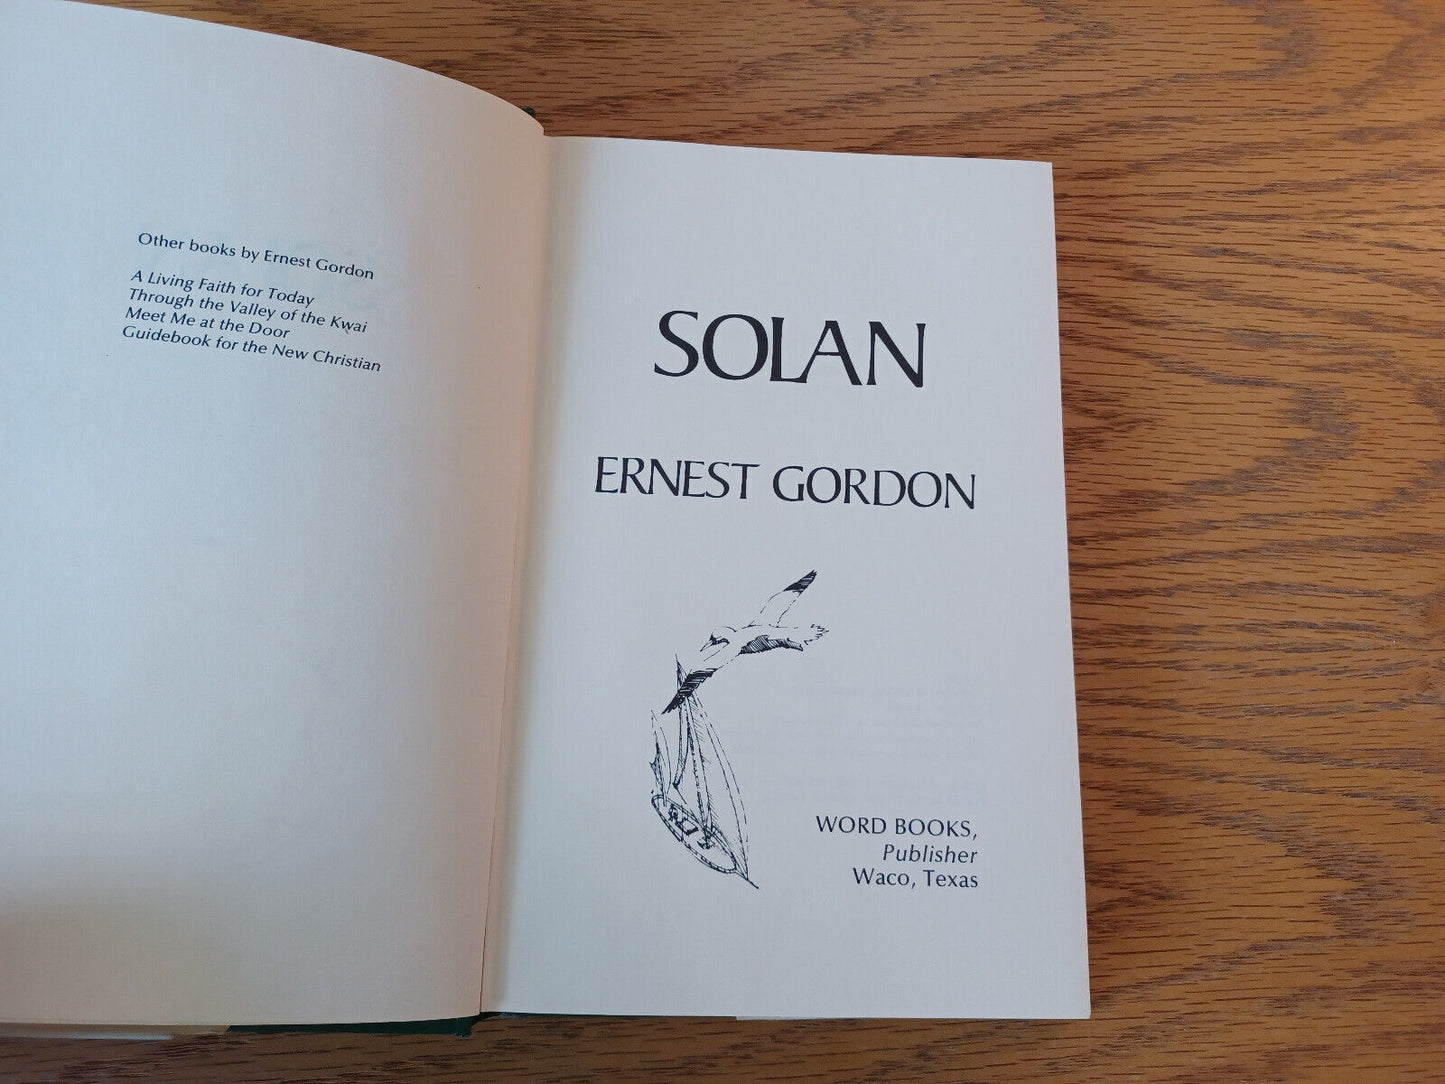 Other books by Ernest Gordon
A Living Faith for Today
Through the Valley of the Kwai
Meet Me at the Door
Guidebook for the New Christian
SOLAN
ERNEST GORDON
WORD BOOKS,
Publisher
Waco, Texas